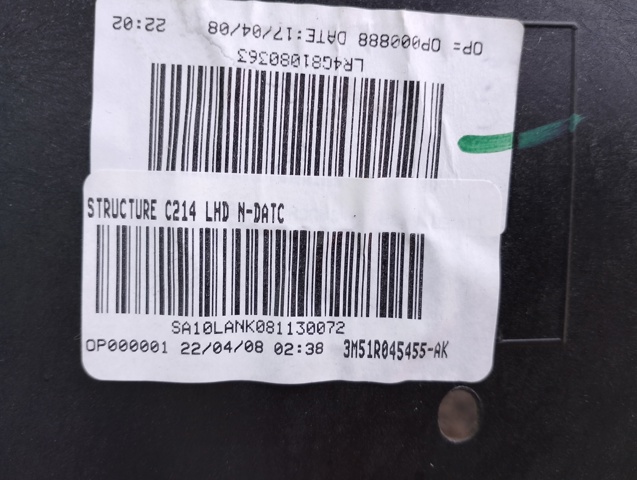 OP= OP000888 DATE:17/04/08 22:02
LR4G81080363
STRUCTURE C214 LHD N-DATC
SA10LANK081130072
OP000001 22/04/08 02:38 3M51R045455-AK